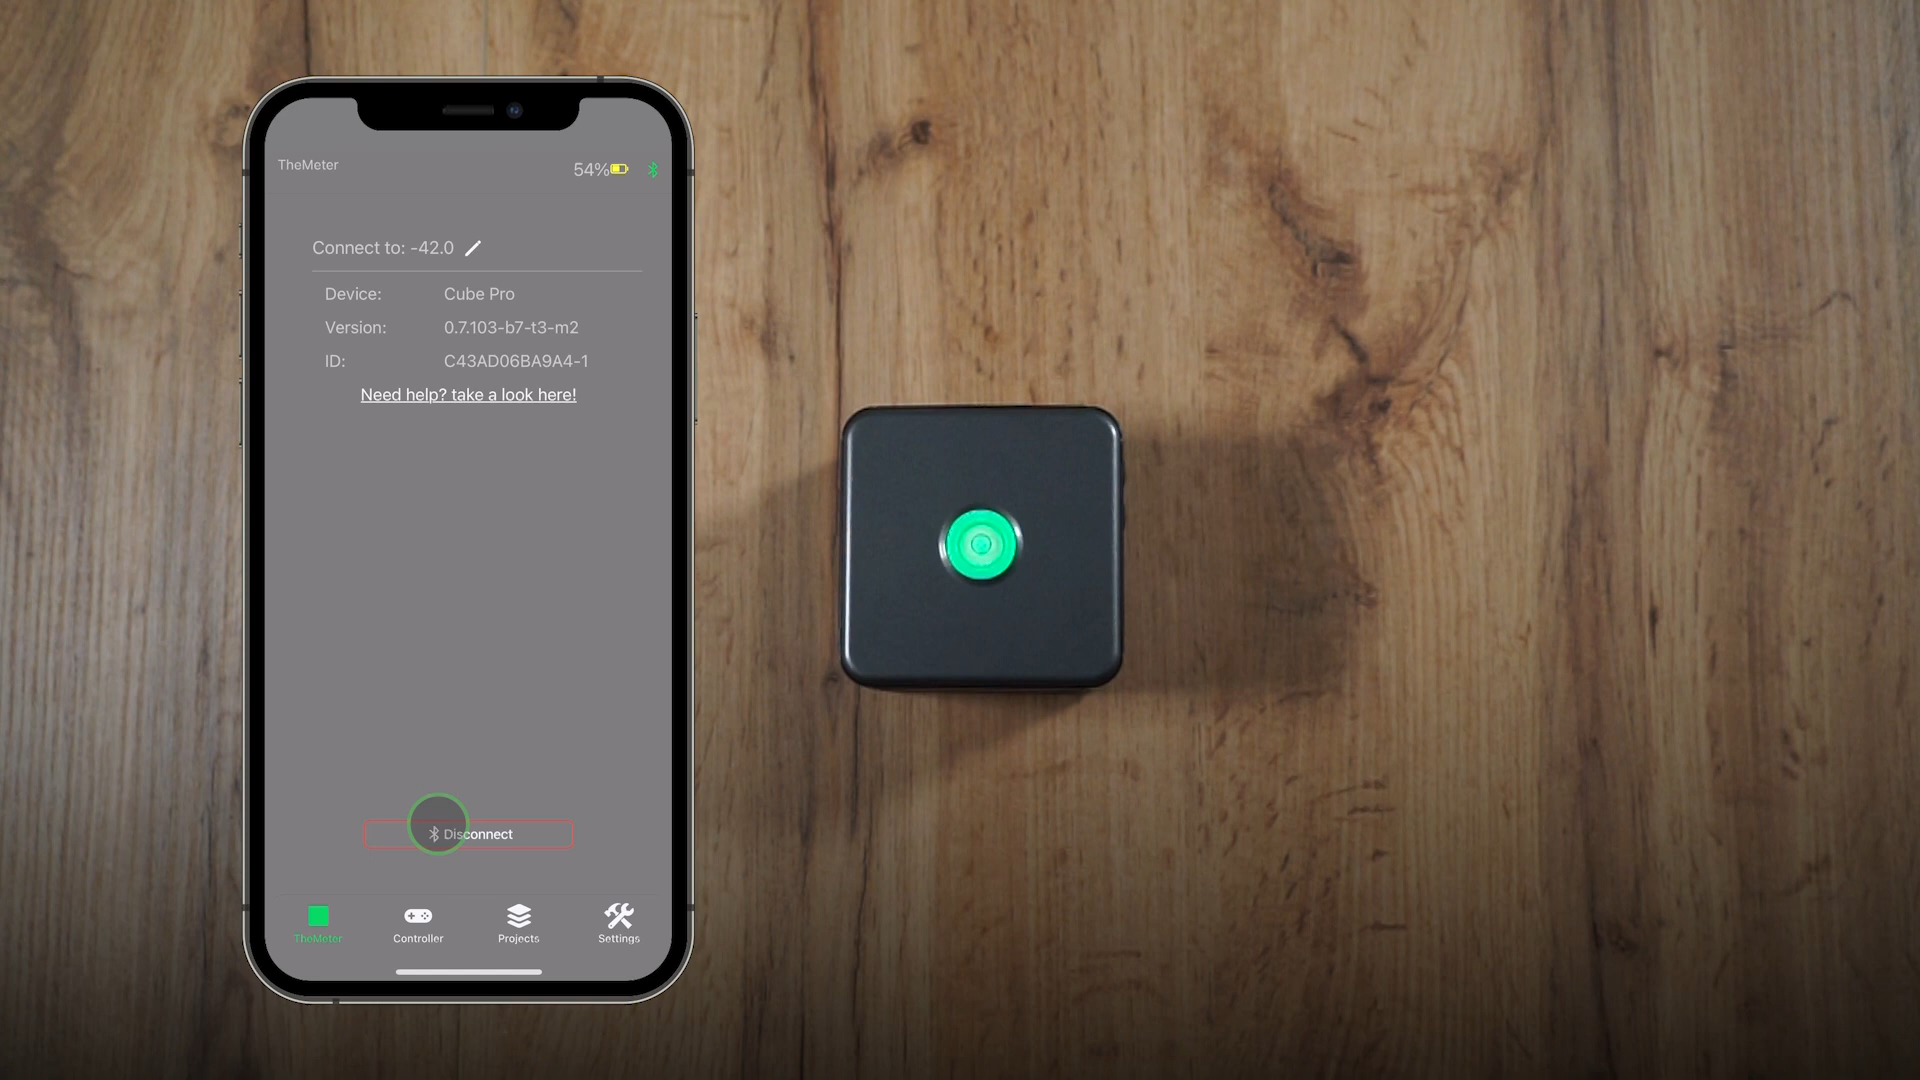 TheMeter
54%
Connect to: -42.0
Device: Cube Pro
Version: 0.7.103-b7-t3-m2
ID: C43AD06BA9A4-1
Need help? take a look here!
Disconnect
TheMeter Controller Projects Settings